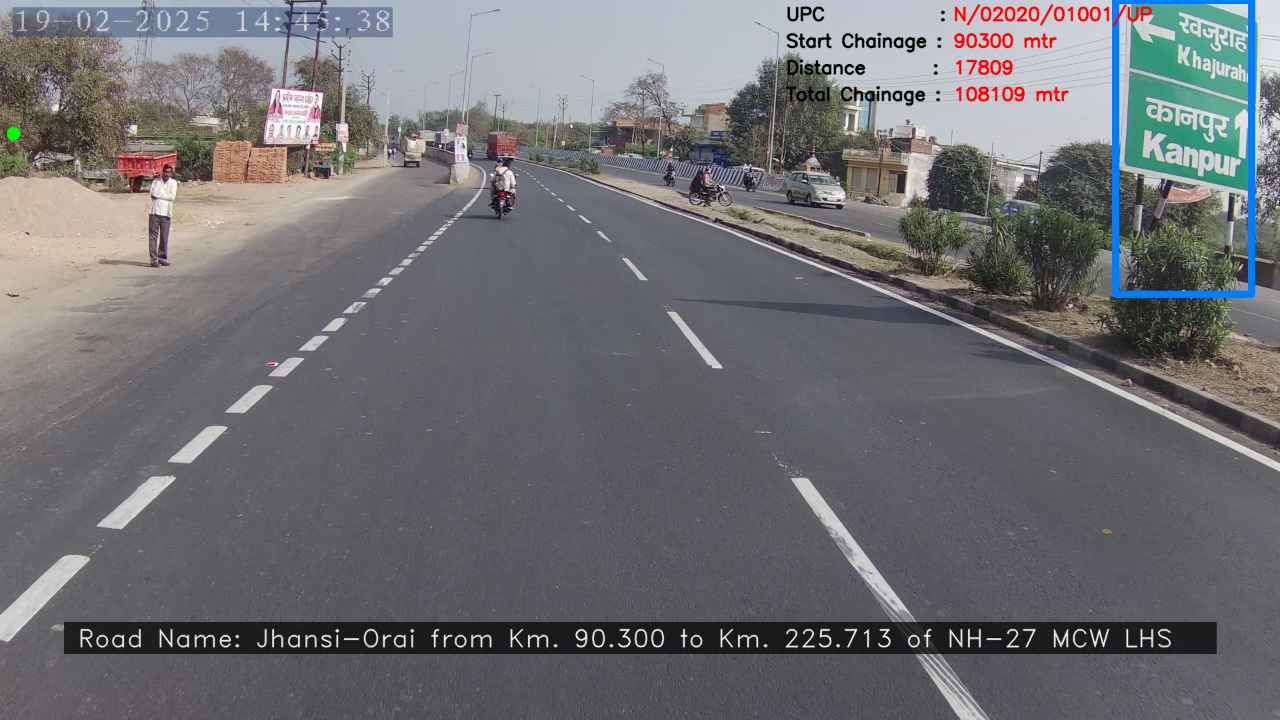 19-02-2025 14:45:38
UPC : N/02020/01001/UP
Start Chainage : 90300 mtr
Distance : 17809
Total Chainage : 108109 mtr
खजुराह
Khajurah
कानपुर
Kanpur
Road Name: Jhansi-Orai from Km. 90.300 to Km. 225.713 of NH-27 MCW LHS